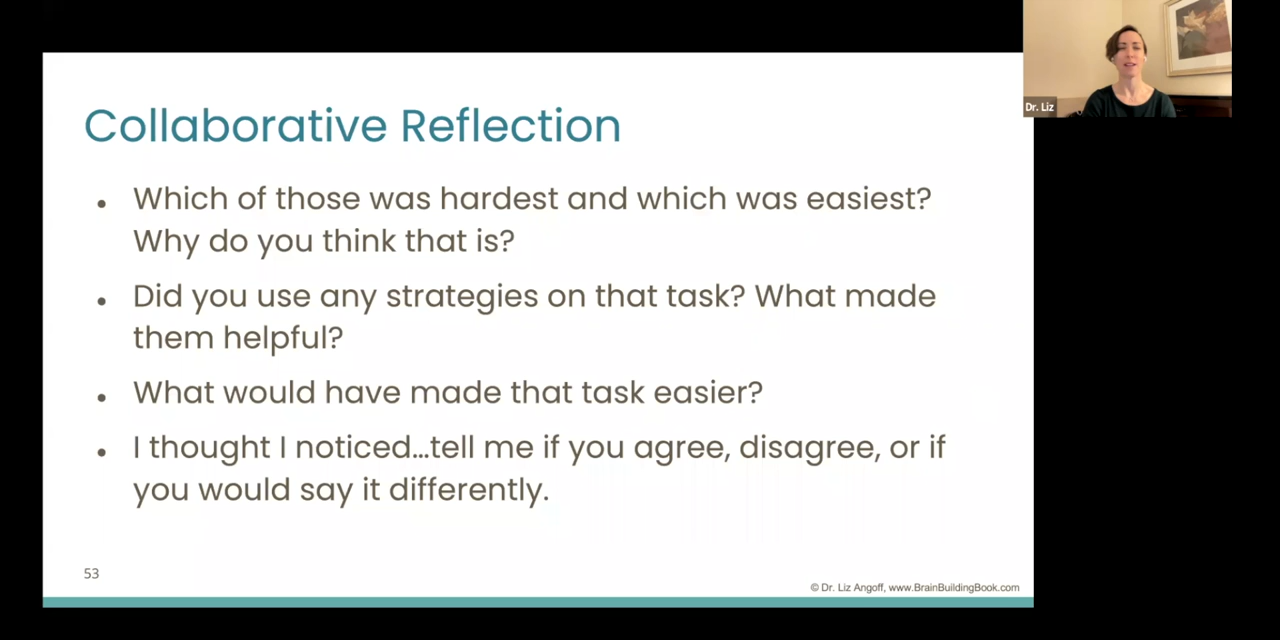 Dr. Liz
Collaborative Reflection
• Which of those was hardest and which was easiest?
Why do you think that is?
• Did you use any strategies on that task? What made
them helpful?
• What would have made that task easier?
• I thought I noticed...tell me if you agree, disagree, or if
you would say it differently.
53
© Dr. Liz Angoff, www.BrainBuildingBook.com